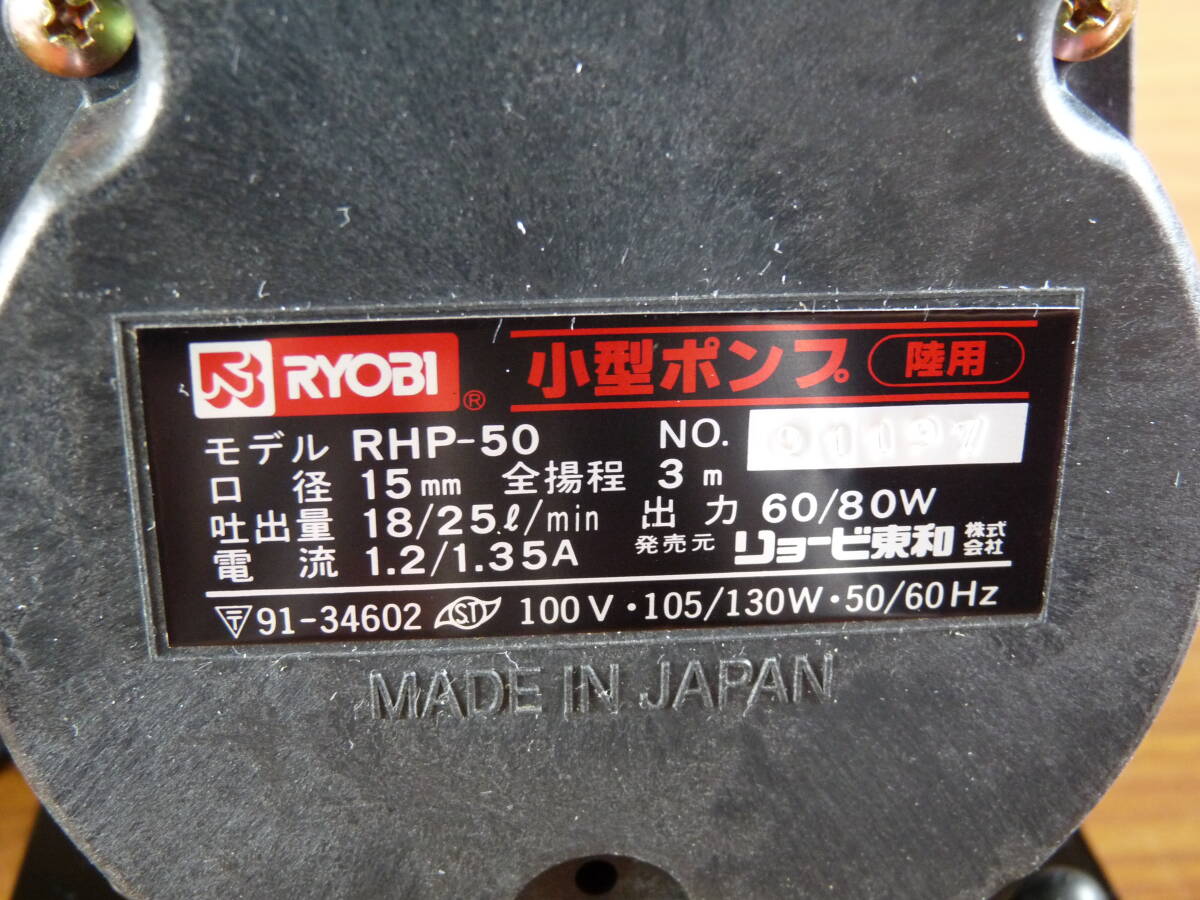 RYOBI ® 小型ポンプ 陸用
モデル RHP-50 NO. 91197
口径 15mm 全揚程 3m
吐出量 18/25ℓ/min 出力 60/80W
電流 1.2/1.35A 発売元 リョービ東和株式会社
〒91-34602 ST 100V・105/130W・50/60Hz
MADE IN JAPAN